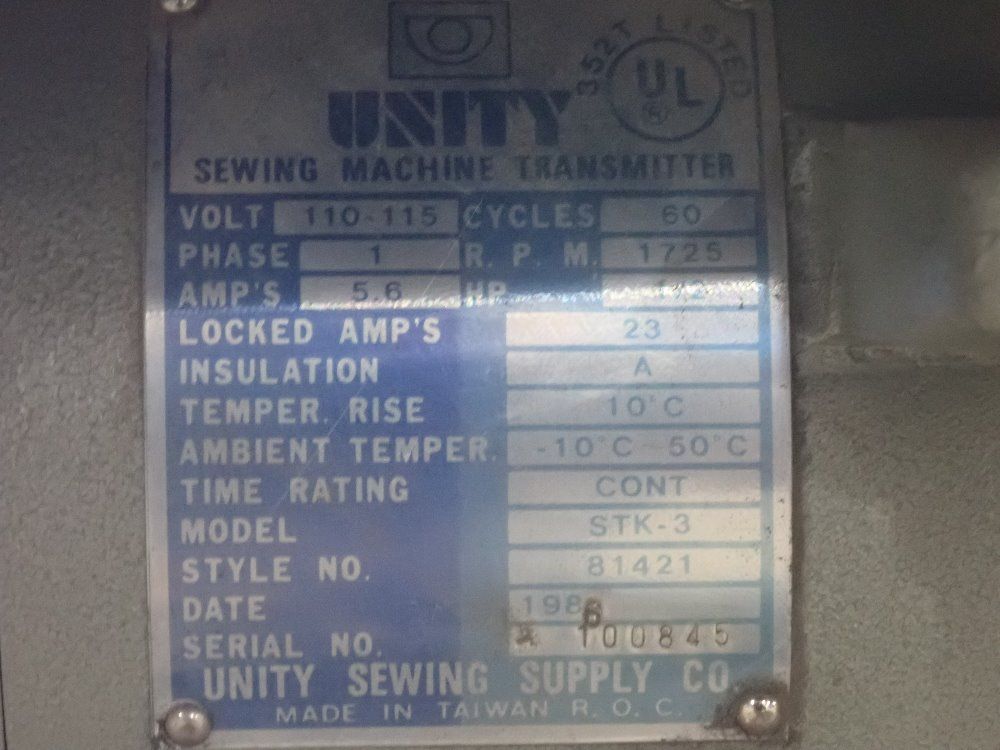 352T LISTED
UL
UNITY
SEWING MACHINE TRANSMITTER
VOLT 110-115 CYCLES 60
PHASE 1 R. P. M. 1725
AMP'S 5.6 HP
LOCKED AMP'S 23
INSULATION A
TEMPER. RISE 10°C
AMBIENT TEMPER. -10°C 50°C
TIME RATING CONT
MODEL STK-3
STYLE NO. 81421
DATE
SERIAL NO. 100845
UNITY SEWING SUPPLY CO.
MADE IN TAIWAN R. O. C.